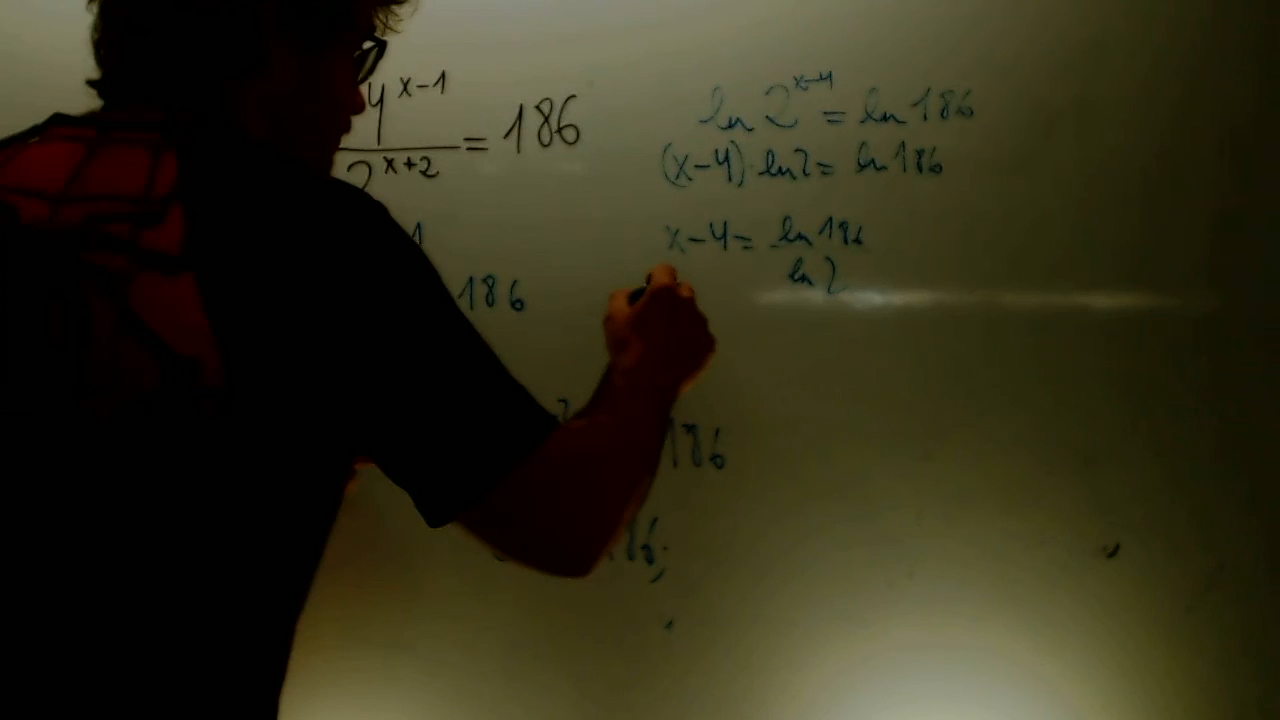 4^(x-1)
――― = 186
2^(x+2)
186
186
86;
ln 2^(x-4) = ln 186
(x-4)·ln2 = ln 186
x-4 = ln 186
ln 2